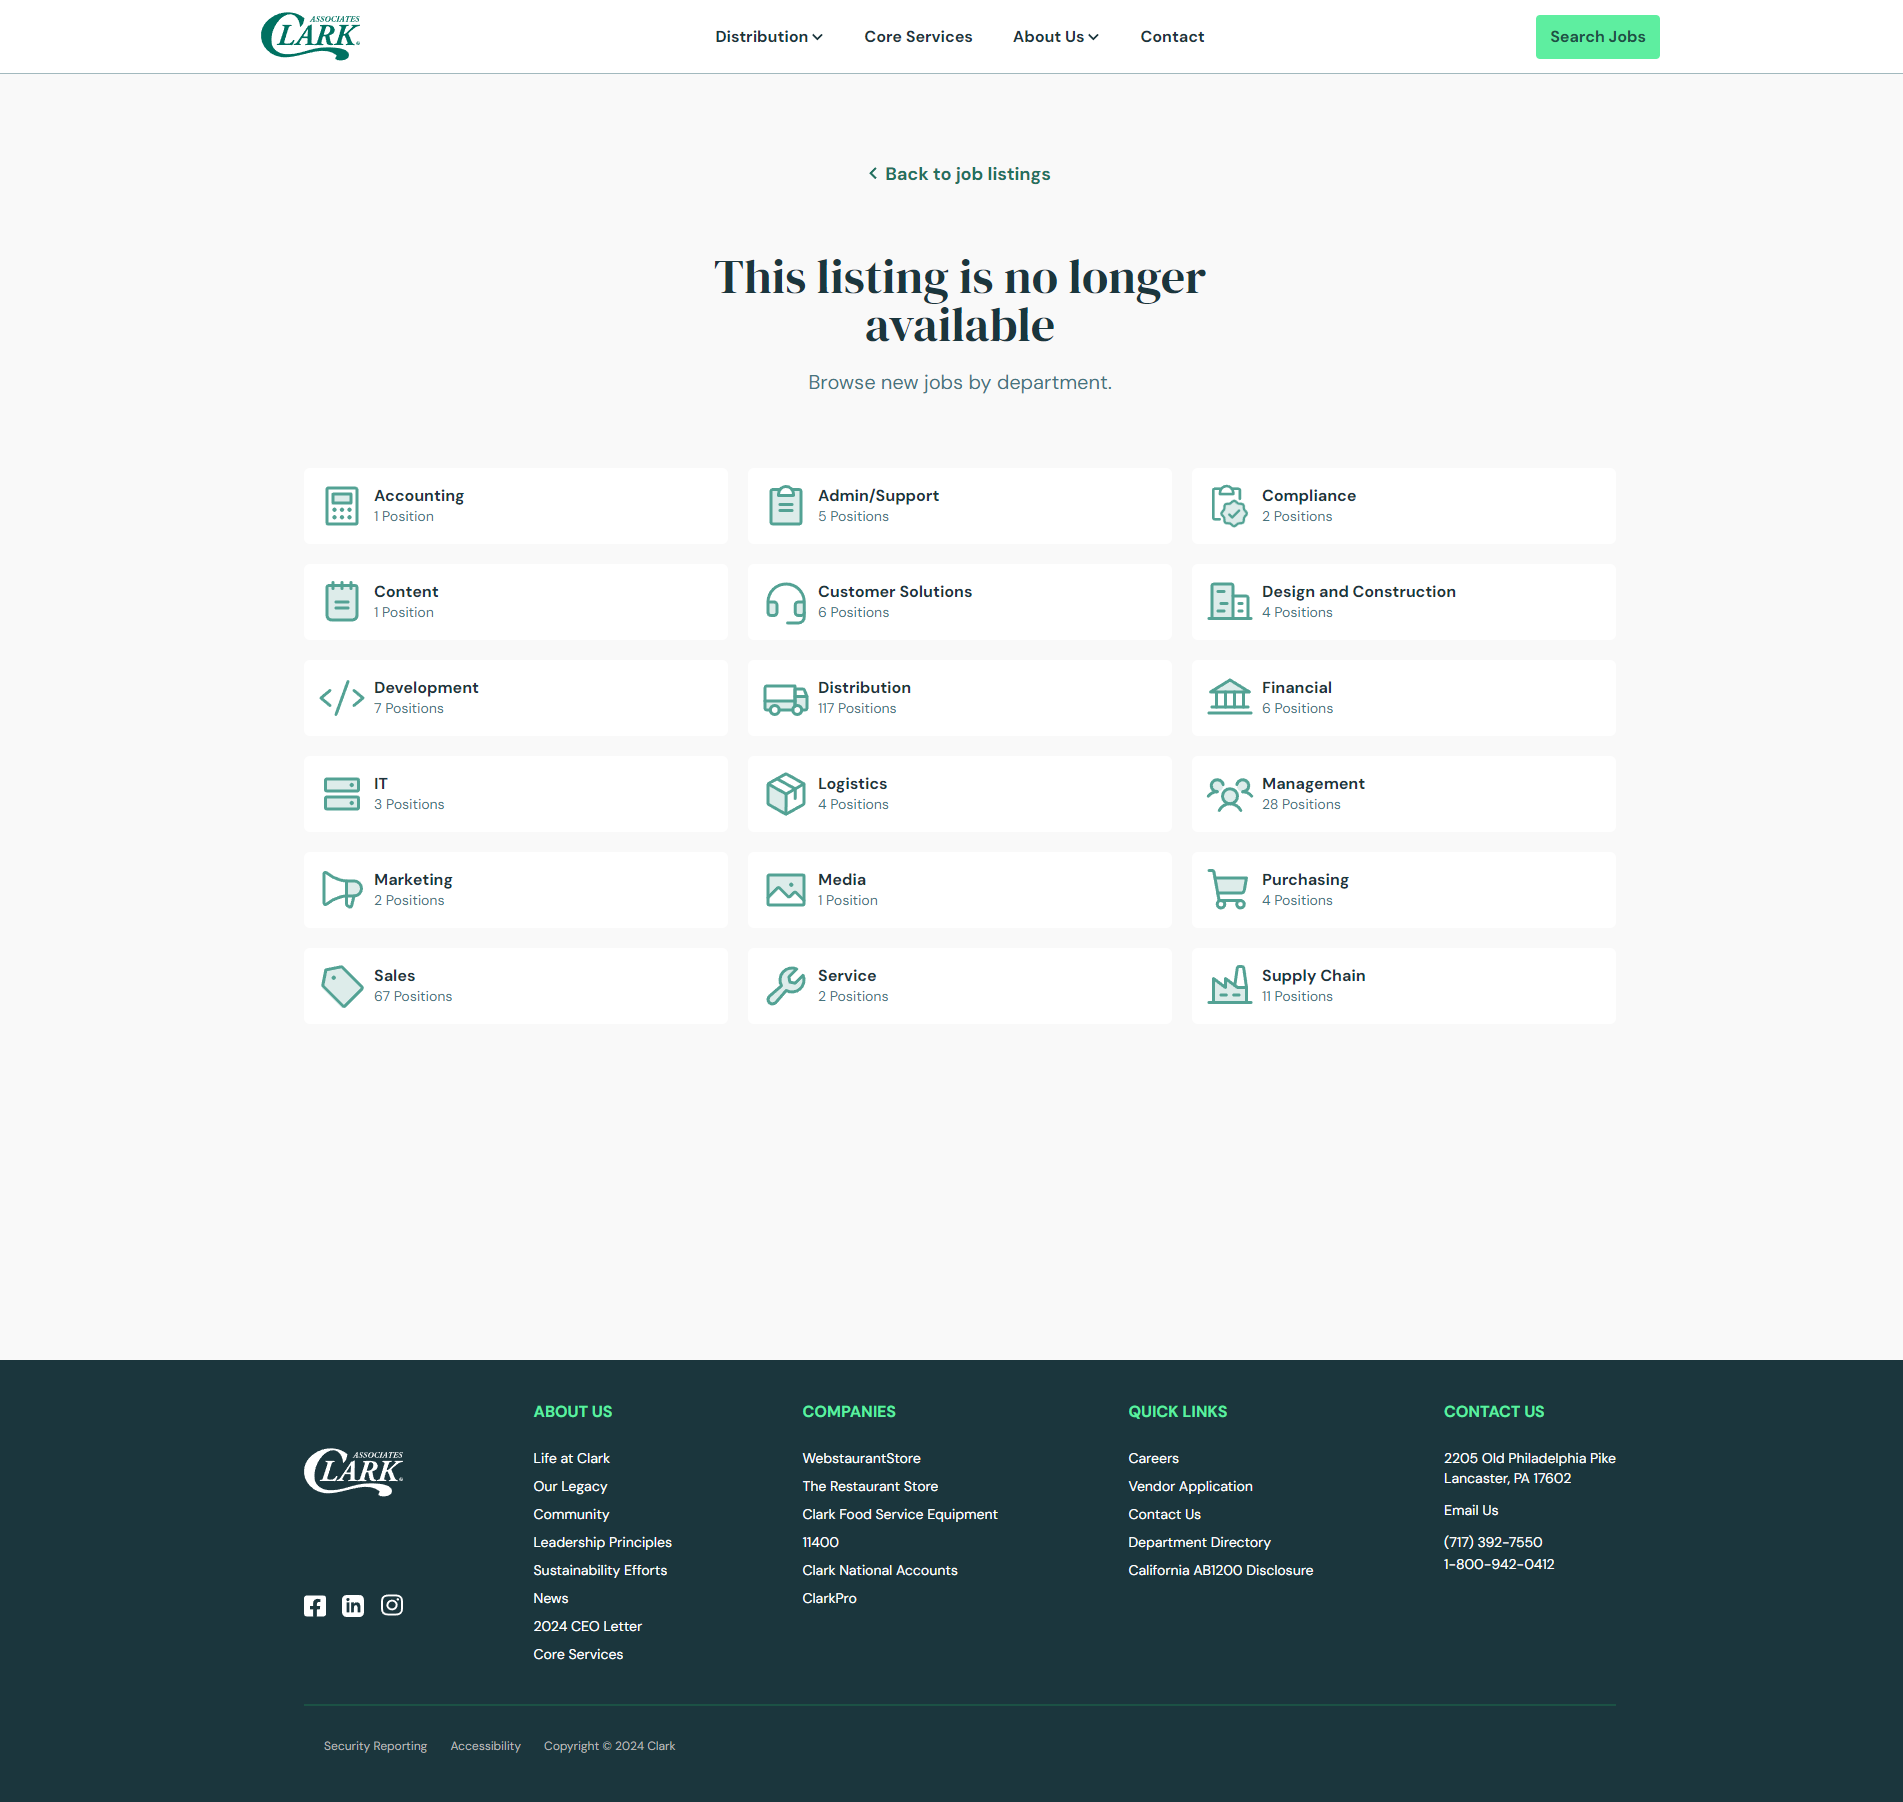 ASSOCIATES
CLARK
Distribution
Core Services
About Us
Contact
Search Jobs
Back to job listings
This listing is no longer
available
Browse new jobs by department.
Accounting
1 Position
Admin/Support
5 Positions
Compliance
2 Positions
Content
1 Position
Customer Solutions
6 Positions
Design and Construction
4 Positions
Development
7 Positions
Distribution
117 Positions
Financial
6 Positions
IT
3 Positions
Logistics
4 Positions
Management
28 Positions
Marketing
2 Positions
Media
1 Position
Purchasing
4 Positions
Sales
67 Positions
Service
2 Positions
Supply Chain
11 Positions
ASSOCIATES
CLARK
ABOUT US
Life at Clark
Our Legacy
Community
Leadership Principles
Sustainability Efforts
News
2024 CEO Letter
Core Services
COMPANIES
WebstaurantStore
The Restaurant Store
Clark Food Service Equipment
11400
Clark National Accounts
ClarkPro
QUICK LINKS
Careers
Vendor Application
Contact Us
Department Directory
California AB1200 Disclosure
CONTACT US
2205 Old Philadelphia Pike
Lancaster, PA 17602
Email Us
(717) 392-7550
1-800-942-0412
Security Reporting
Accessibility
Copyright © 2024 Clark